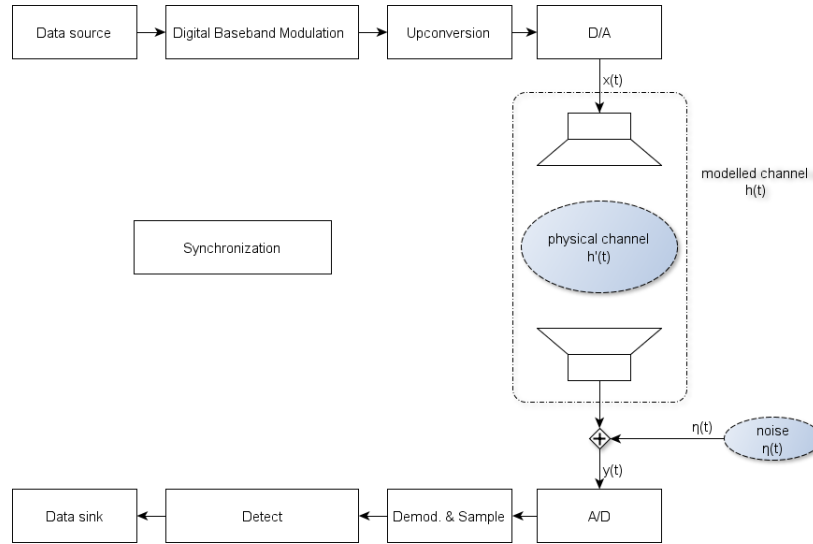 Data source
Digital Baseband Modulation
Upconversion
D/A
x(t)
modelled channel
h(t)
physical channel
h'(t)
Synchronization
η(t)
noise
η(t)
y(t)
Data sink
Detect
Demod. & Sample
A/D